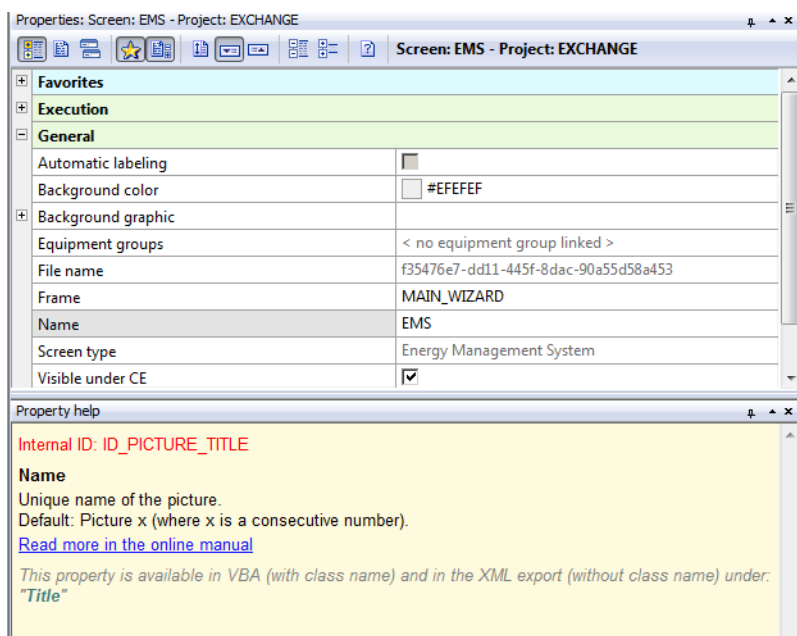 Properties: Screen: EMS - Project: EXCHANGE
Screen: EMS - Project: EXCHANGE
Favorites
Execution
General
Automatic labeling
Background color #EFEFEF
Background graphic
Equipment groups < no equipment group linked >
File name f35476e7-dd11-445f-8dac-90a55d58a453
Frame MAIN_WIZARD
Name EMS
Screen type Energy Management System
Visible under CE
Property help
Internal ID: ID_PICTURE_TITLE
Name
Unique name of the picture.
Default: Picture x (where x is a consecutive number).
Read more in the online manual
This property is available in VBA (with class name) and in the XML export (without class name) under:
"Title"